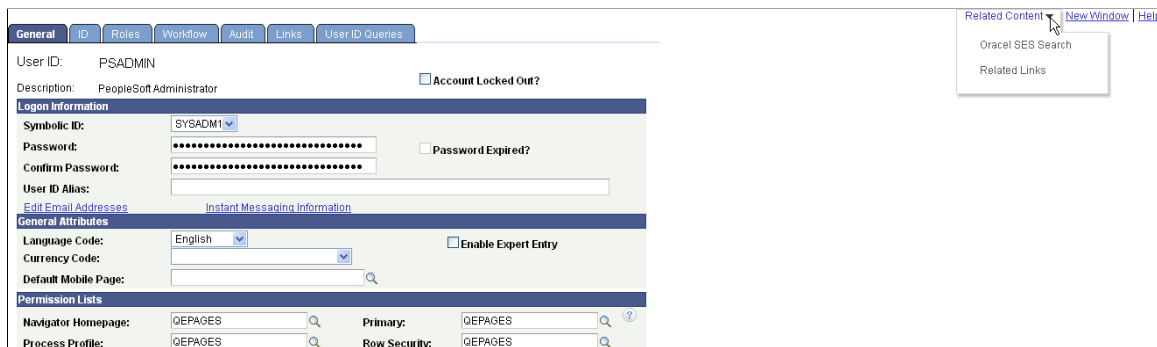 Related Content New Window Help
General ID Roles Workflow Audit Links User ID Queries
Oracel SES Search
Related Links
User ID: PSADMIN
Account Locked Out?
Description: PeopleSoft Administrator
Logon Information
Symbolic ID: SYSADM1
Password: ••••••••••••••••••••••••••••••• Password Expired?
Confirm Password: •••••••••••••••••••••••••••••••
User ID Alias:
Edit Email Addresses Instant Messaging Information
General Attributes
Language Code: English Enable Expert Entry
Currency Code:
Default Mobile Page:
Permission Lists
Navigator Homepage: QEPAGES Primary: QEPAGES
Process Profile: QEPAGES Row Security: QEPAGES